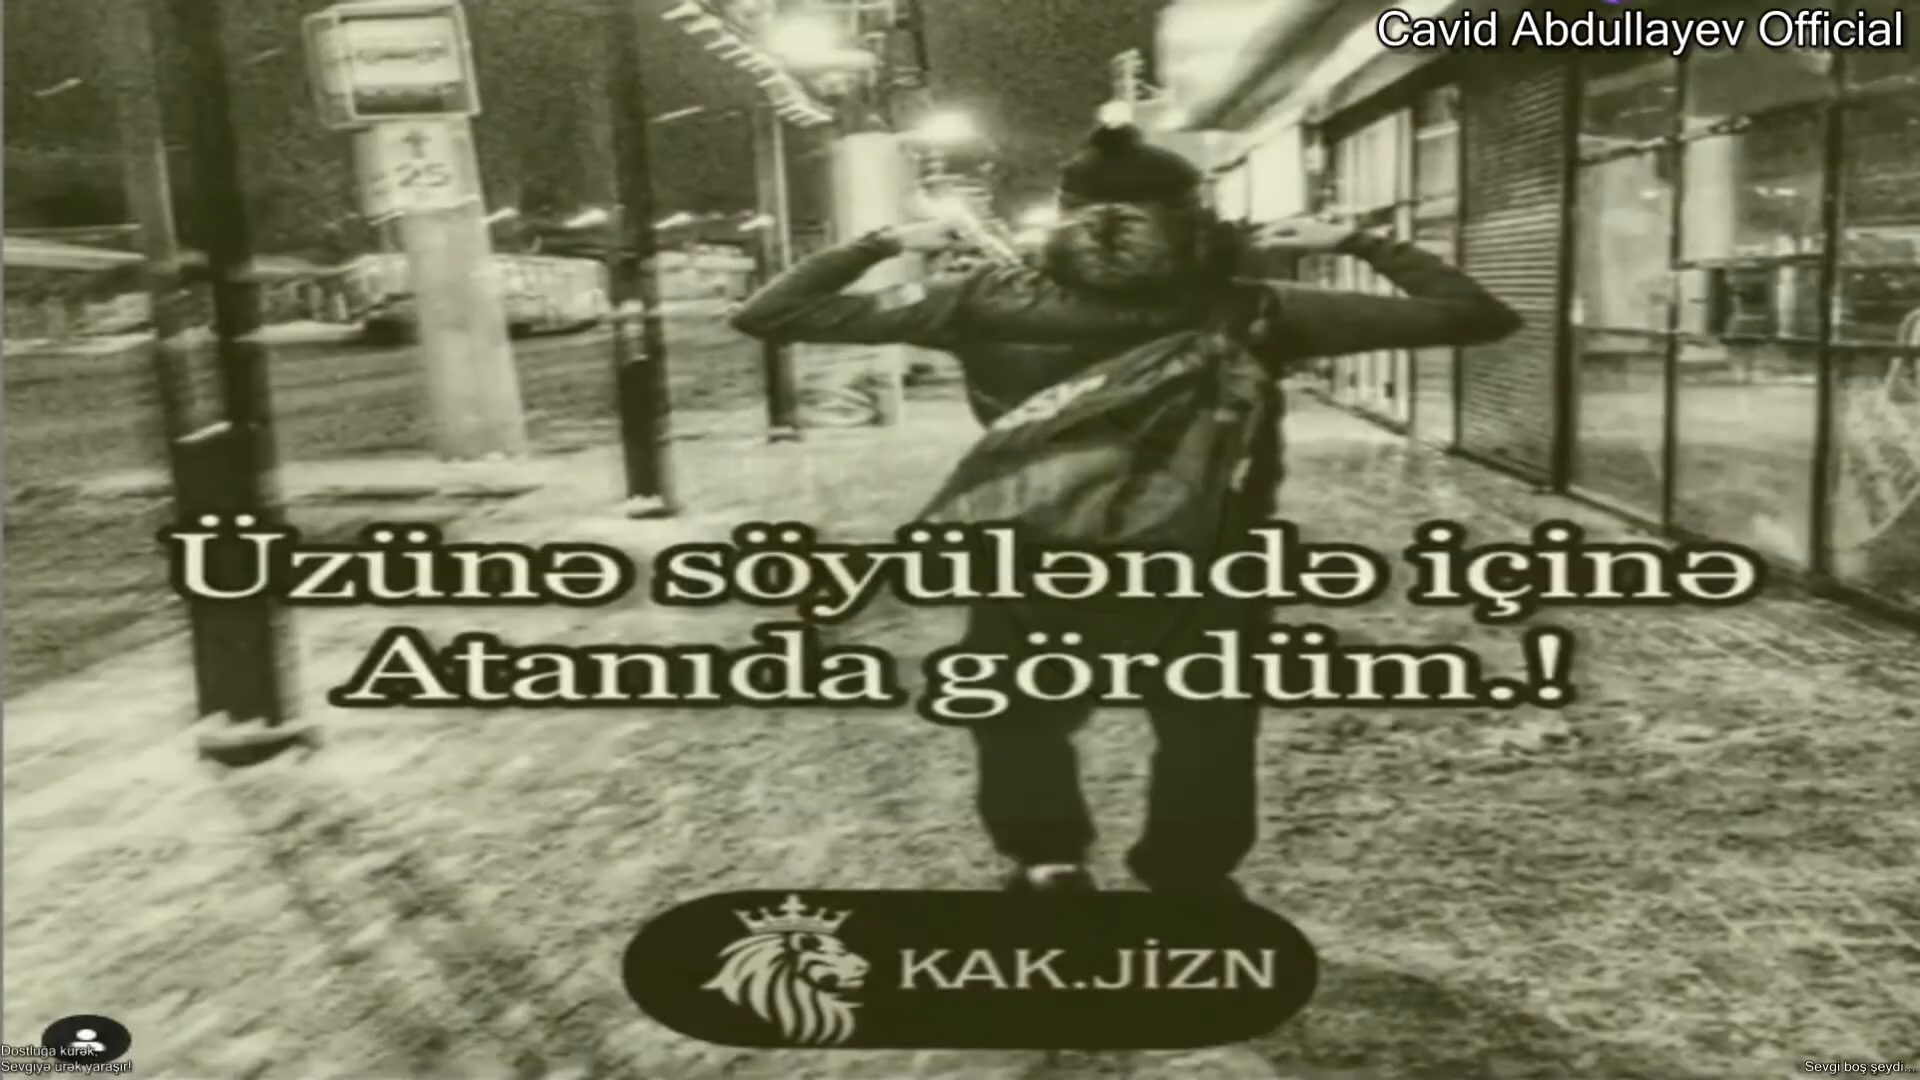 Cavid Abdullayev Official
25
Üzünə söyüləndə içinə
Atanıda gördüm.!
KAK.JİZN
Dostluğa kürək,
Sevgiyə ürək yaraşır!
Sevgi boş şeydi...